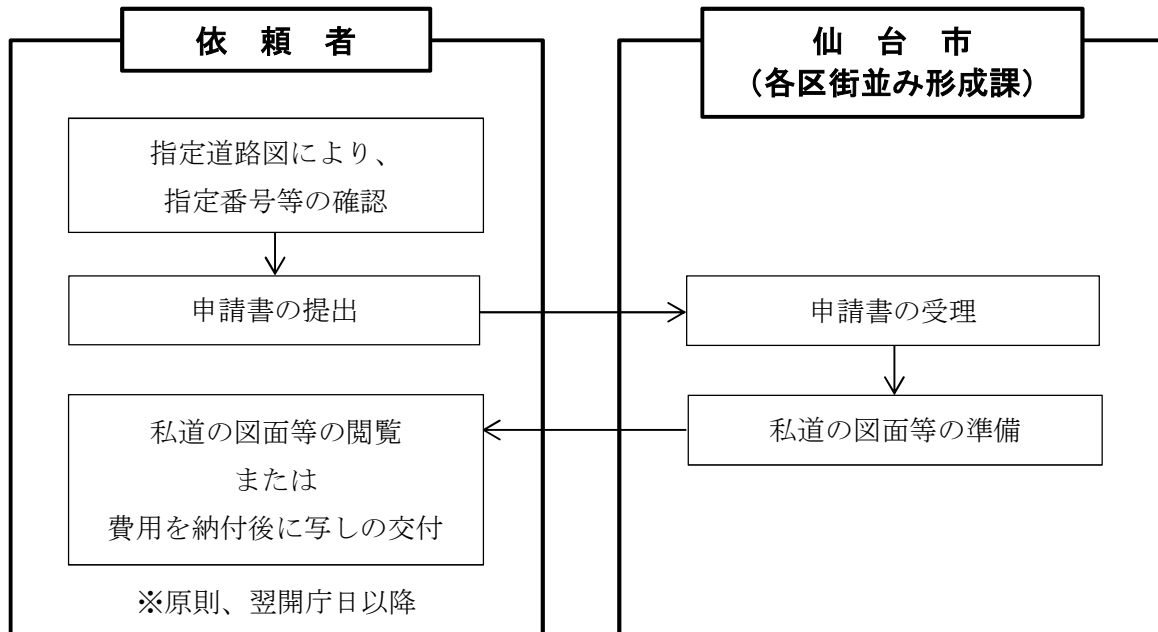 依頼者
仙台市
(各区街並み形成課)
指定道路図により、
指定番号等の確認
申請書の提出
申請書の受理
私道の図面等の準備
私道の図面等の閲覧
または
費用を納付後に写しの交付
※原則、翌開庁日以降